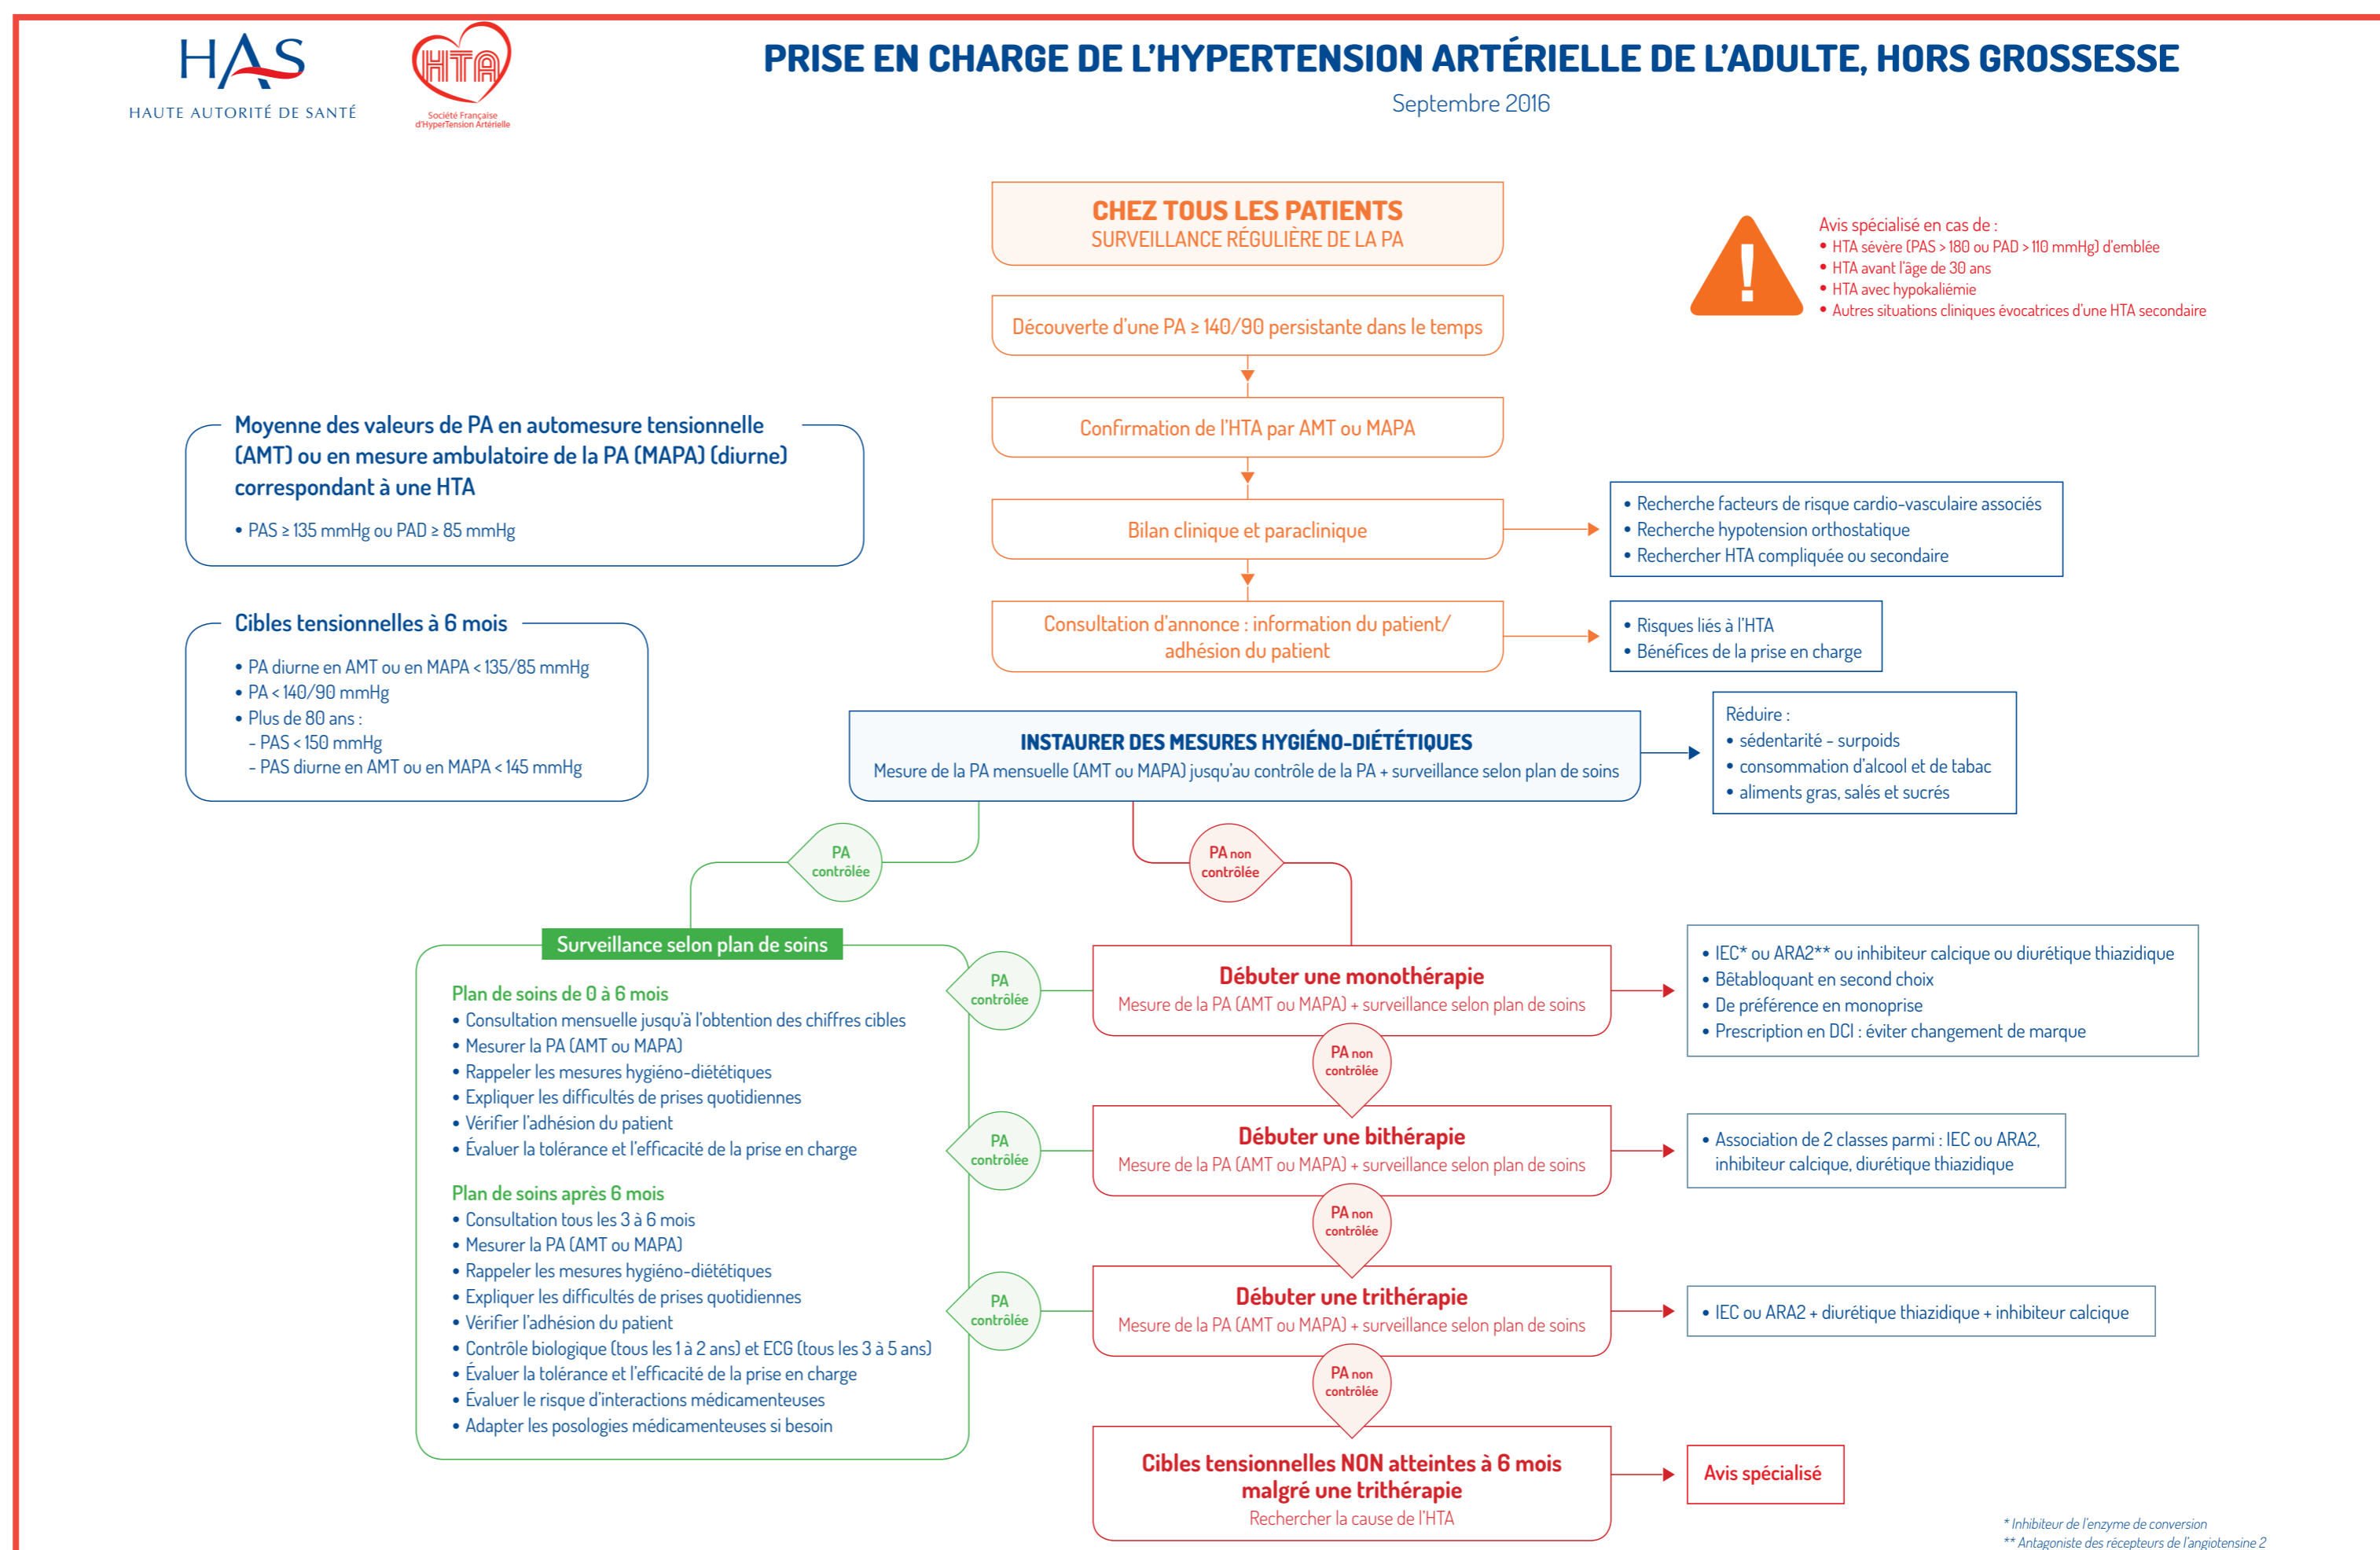 HAS
HAUTE AUTORITÉ DE SANTÉ
HTA
Société Française
d'HyperTension Artérielle
PRISE EN CHARGE DE L'HYPERTENSION ARTÉRIELLE DE L'ADULTE, HORS GROSSESSE
Septembre 2016
CHEZ TOUS LES PATIENTS
SURVEILLANCE RÉGULIÈRE DE LA PA
!
Avis spécialisé en cas de :
• HTA sévère (PAS > 180 ou PAD > 110 mmHg) d'emblée
• HTA avant l'âge de 30 ans
• HTA avec hypokaliémie
• Autres situations cliniques évocatrices d'une HTA secondaire
Découverte d'une PA ≥ 140/90 persistante dans le temps
Confirmation de l'HTA par AMT ou MAPA
Moyenne des valeurs de PA en automesure tensionnelle
(AMT) ou en mesure ambulatoire de la PA (MAPA) (diurne)
correspondant à une HTA
• PAS ≥ 135 mmHg ou PAD ≥ 85 mmHg
Bilan clinique et paraclinique
• Recherche facteurs de risque cardio-vasculaire associés
• Recherche hypotension orthostatique
• Rechercher HTA compliquée ou secondaire
Cibles tensionnelles à 6 mois
• PA diurne en AMT ou en MAPA < 135/85 mmHg
• PA < 140/90 mmHg
• Plus de 80 ans :
- PAS < 150 mmHg
- PAS diurne en AMT ou en MAPA < 145 mmHg
Consultation d'annonce : information du patient/
adhésion du patient
• Risques liés à l'HTA
• Bénéfices de la prise en charge
INSTAURER DES MESURES HYGIÉNO-DIÉTÉTIQUES
Mesure de la PA mensuelle (AMT ou MAPA) jusqu'au contrôle de la PA + surveillance selon plan de soins
Réduire :
• sédentarité - surpoids
• consommation d'alcool et de tabac
• aliments gras, salés et sucrés
PA
contrôlée
PA non
contrôlée
Surveillance selon plan de soins
Plan de soins de 0 à 6 mois
• Consultation mensuelle jusqu'à l'obtention des chiffres cibles
• Mesurer la PA (AMT ou MAPA)
• Rappeler les mesures hygiéno-diététiques
• Expliquer les difficultés de prises quotidiennes
• Vérifier l'adhésion du patient
• Évaluer la tolérance et l'efficacité de la prise en charge
Plan de soins après 6 mois
• Consultation tous les 3 à 6 mois
• Mesurer la PA (AMT ou MAPA)
• Rappeler les mesures hygiéno-diététiques
• Expliquer les difficultés de prises quotidiennes
• Vérifier l'adhésion du patient
• Contrôle biologique (tous les 1 à 2 ans) et ECG (tous les 3 à 5 ans)
• Évaluer la tolérance et l'efficacité de la prise en charge
• Évaluer le risque d'interactions médicamenteuses
• Adapter les posologies médicamenteuses si besoin
PA
contrôlée
Débuter une monothérapie
Mesure de la PA (AMT ou MAPA) + surveillance selon plan de soins
• IEC* ou ARA2** ou inhibiteur calcique ou diurétique thiazidique
• Bêtabloquant en second choix
• De préférence en monoprise
• Prescription en DCI : éviter changement de marque
PA non
contrôlée
PA
contrôlée
Débuter une bithérapie
Mesure de la PA (AMT ou MAPA) + surveillance selon plan de soins
• Association de 2 classes parmi : IEC ou ARA2,
inhibiteur calcique, diurétique thiazidique
PA non
contrôlée
PA
contrôlée
Débuter une trithérapie
Mesure de la PA (AMT ou MAPA) + surveillance selon plan de soins
• IEC ou ARA2 + diurétique thiazidique + inhibiteur calcique
PA non
contrôlée
Cibles tensionnelles NON atteintes à 6 mois
malgré une trithérapie
Rechercher la cause de l'HTA
Avis spécialisé
* Inhibiteur de l'enzyme de conversion
** Antagoniste des récepteurs de l'angiotensine 2